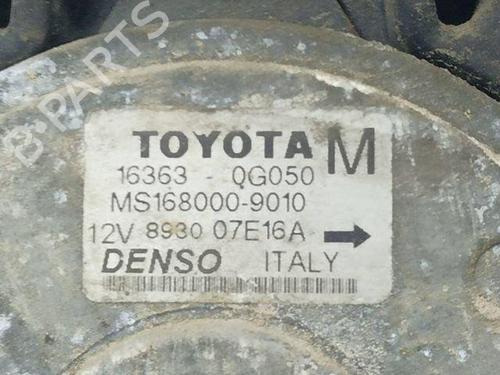 TOYOTA M
16363 - 0G050
MS168000-9010
12V 8930 07E16A
DENSO ITALY
B-Parts